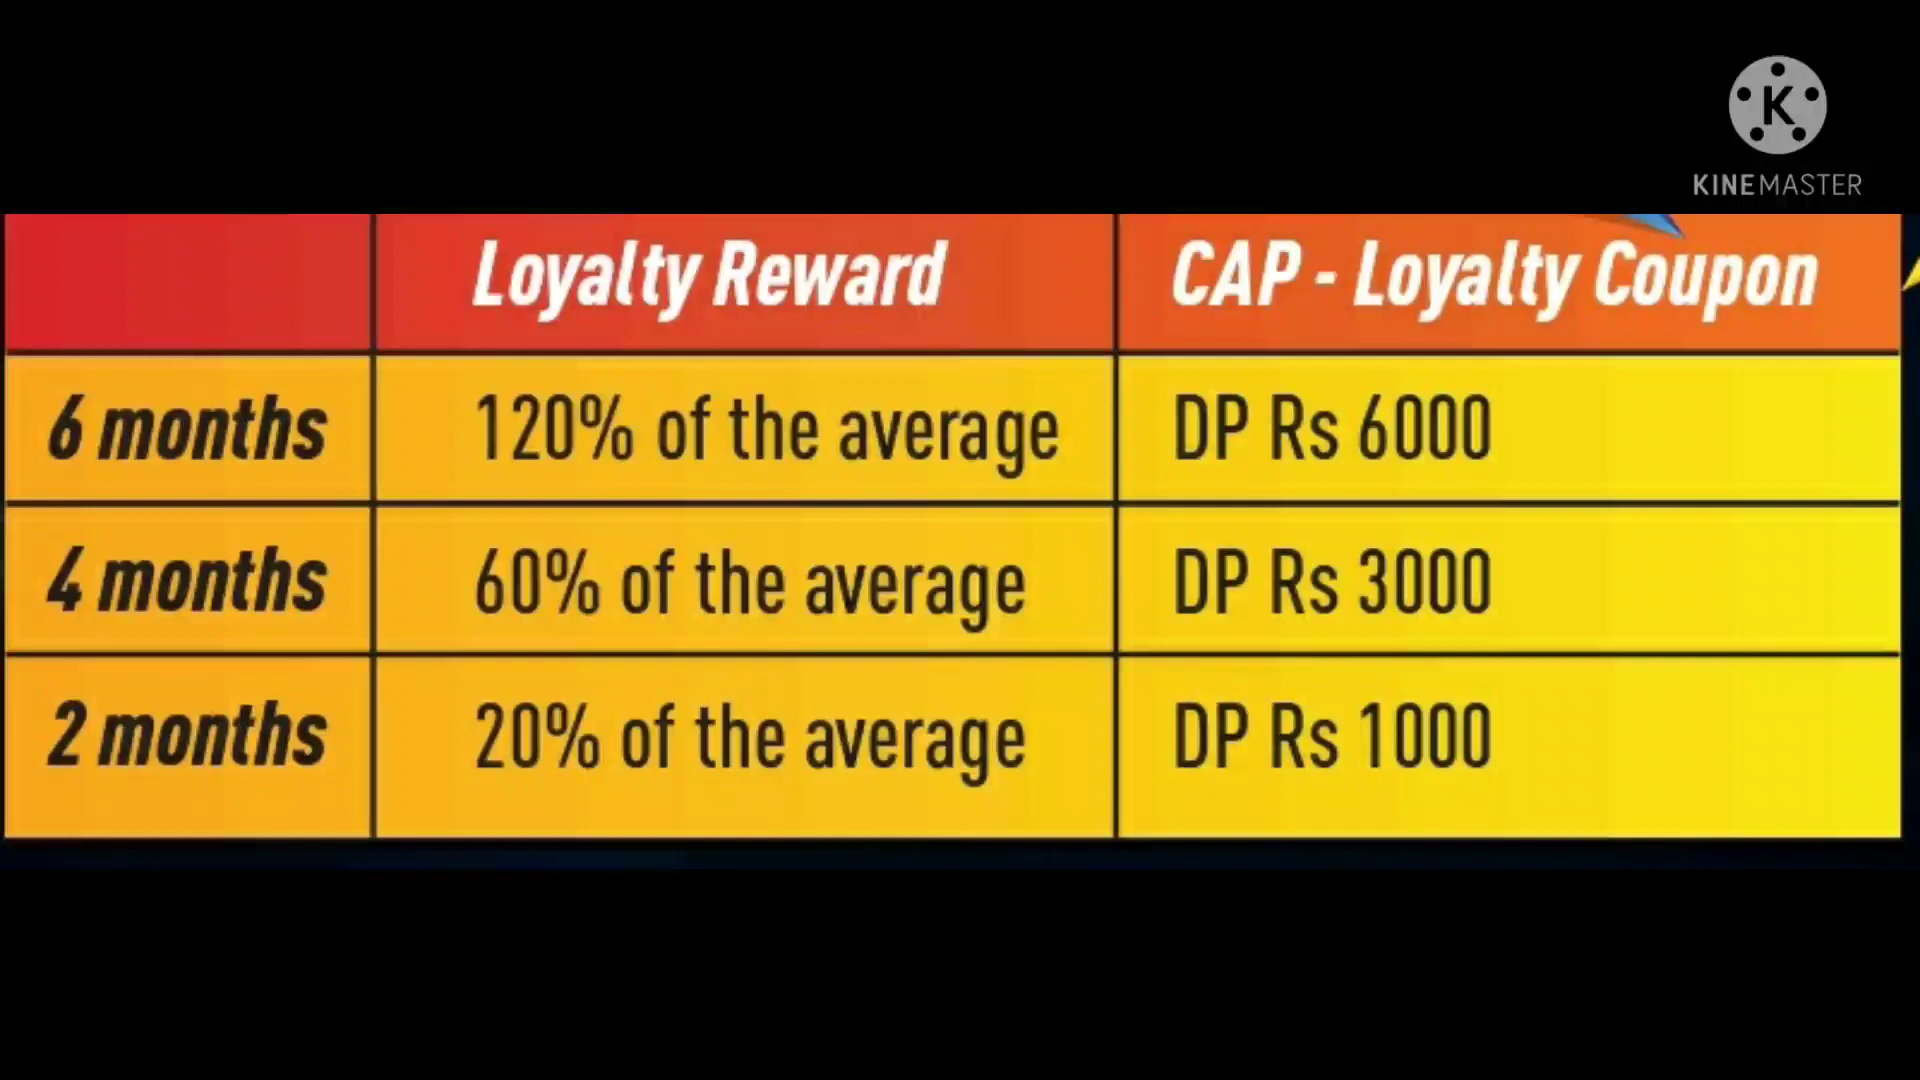 K
KINEMASTER
Loyalty Reward CAP - Loyalty Coupon
6 months 120% of the average DP Rs 6000
4 months 60% of the average DP Rs 3000
2 months 20% of the average DP Rs 1000